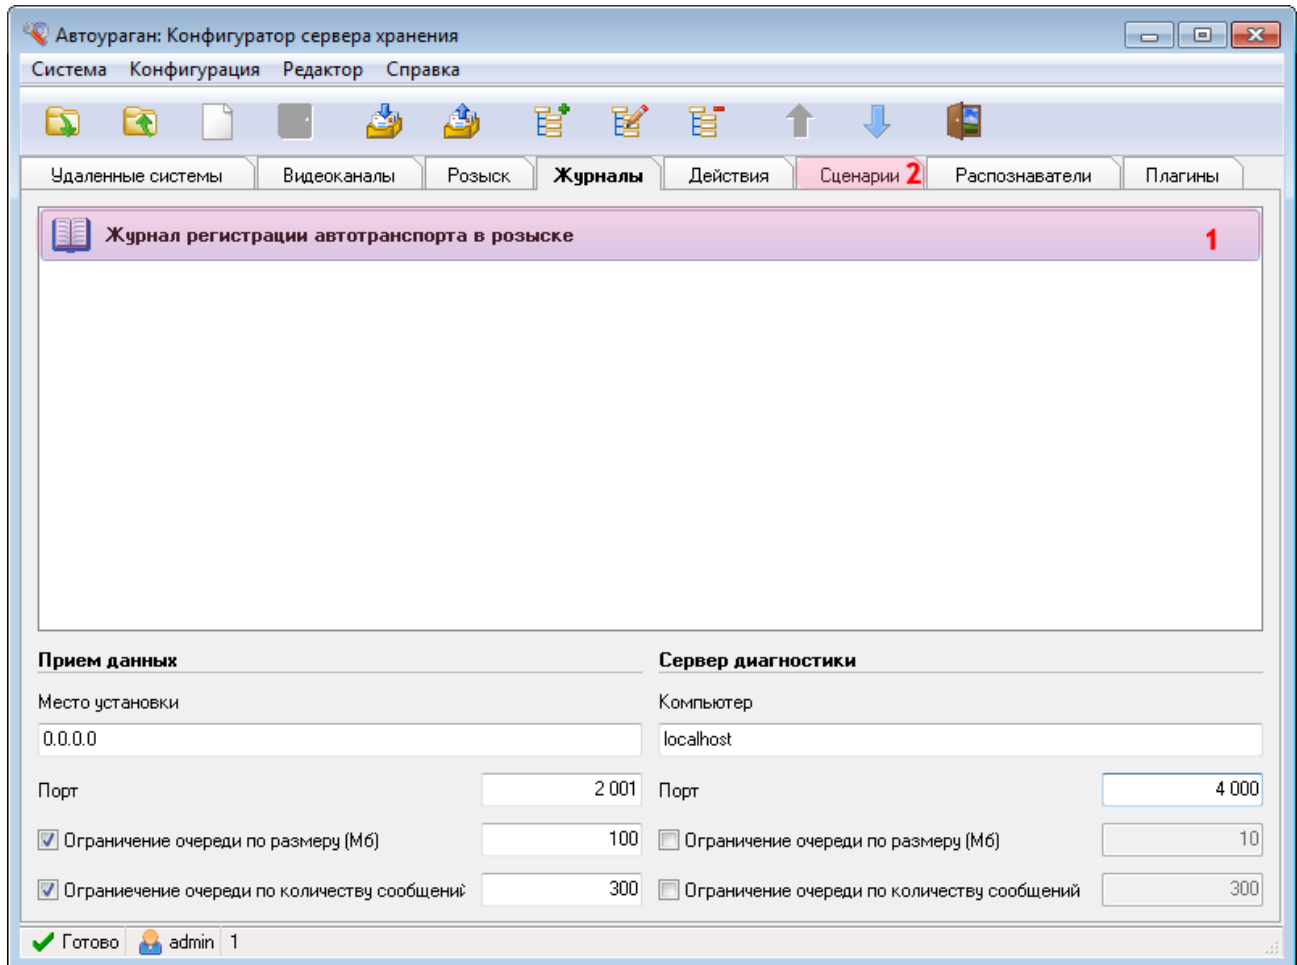 Автоураган: Конфигуратор сервера хранения
Система Конфигурация Редактор Справка
Удаленные системы Видеоканалы Розыск Журналы Действия Сценарии 2 Распознаватели Плагины
Журнал регистрации автотранспорта в розыске 1
Прием данных Сервер диагностики
Место установки Компьютер
0.0.0.0 localhost
Порт 2 001 Порт 4 000
Ограничение очереди по размеру (Мб) 100 Ограничение очереди по размеру (Мб) 10
Ограниечение очереди по количеству сообщений 300 Ограничение очереди по количеству сообщений 300
Готово admin 1